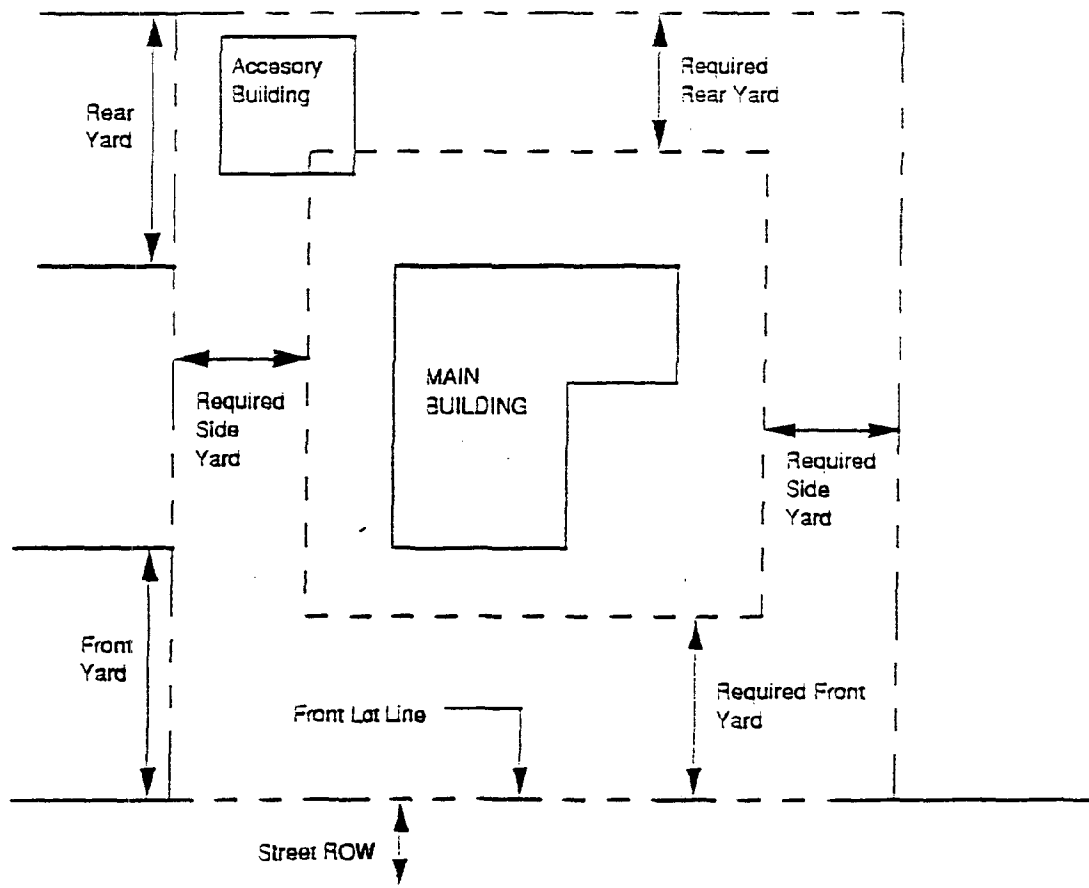 Accesory
Building
Required
Rear Yard
Rear
Yard
MAIN
BUILDING
Required
Side
Yard
Required
Side
Yard
Front
Yard
Required Front
Yard
Front Lot Line
Street ROW